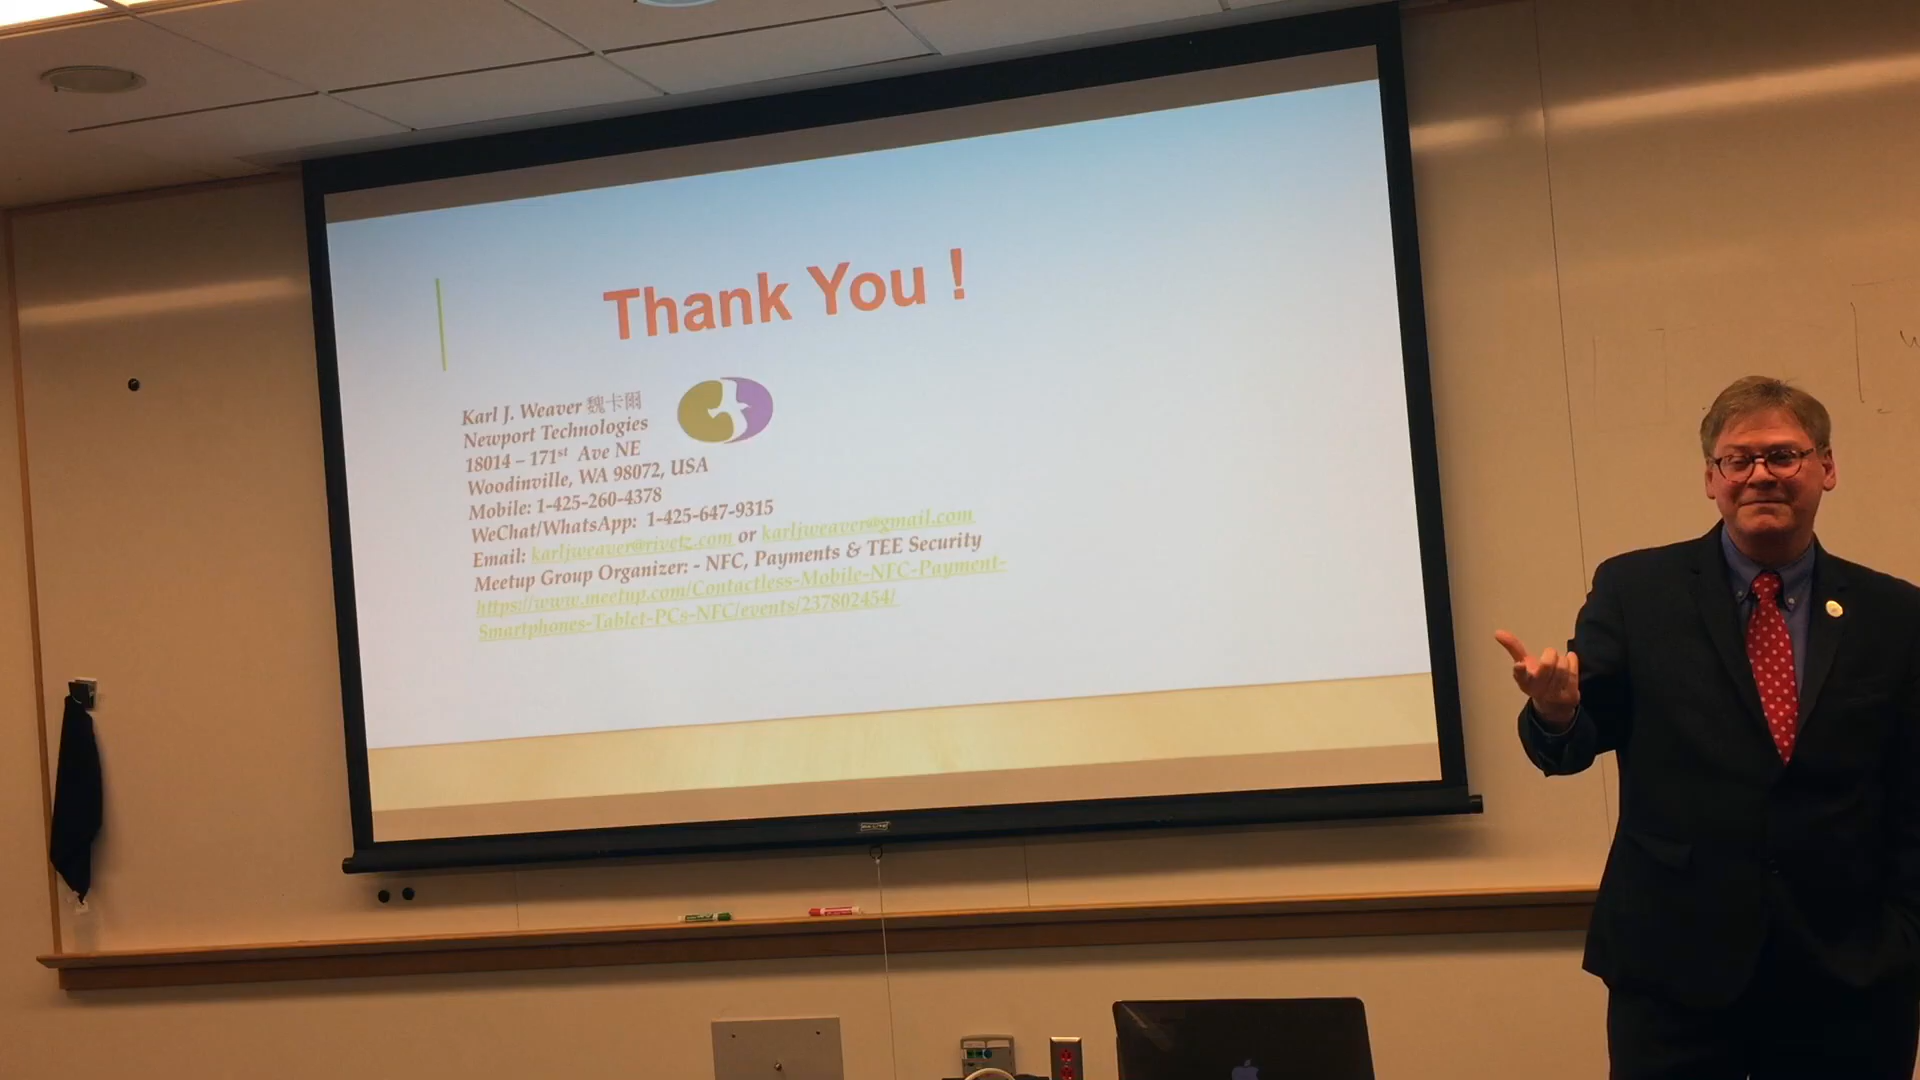 Thank You !
Karl J. Weaver 魏卡爾
Newport Technologies
18014 – 171st Ave NE
Woodinville, WA 98072, USA
Mobile: 1-425-260-4378
WeChat/WhatsApp: 1-425-647-9315
Email: karljweaver@rivetz.com or karljweaver@gmail.com
Meetup Group Organizer: - NFC, Payments & TEE Security
https://www.meetup.com/Contactless-Mobile-NFC-Payment-
Smartphones-Tablet-PCs-NFC/events/237802454/